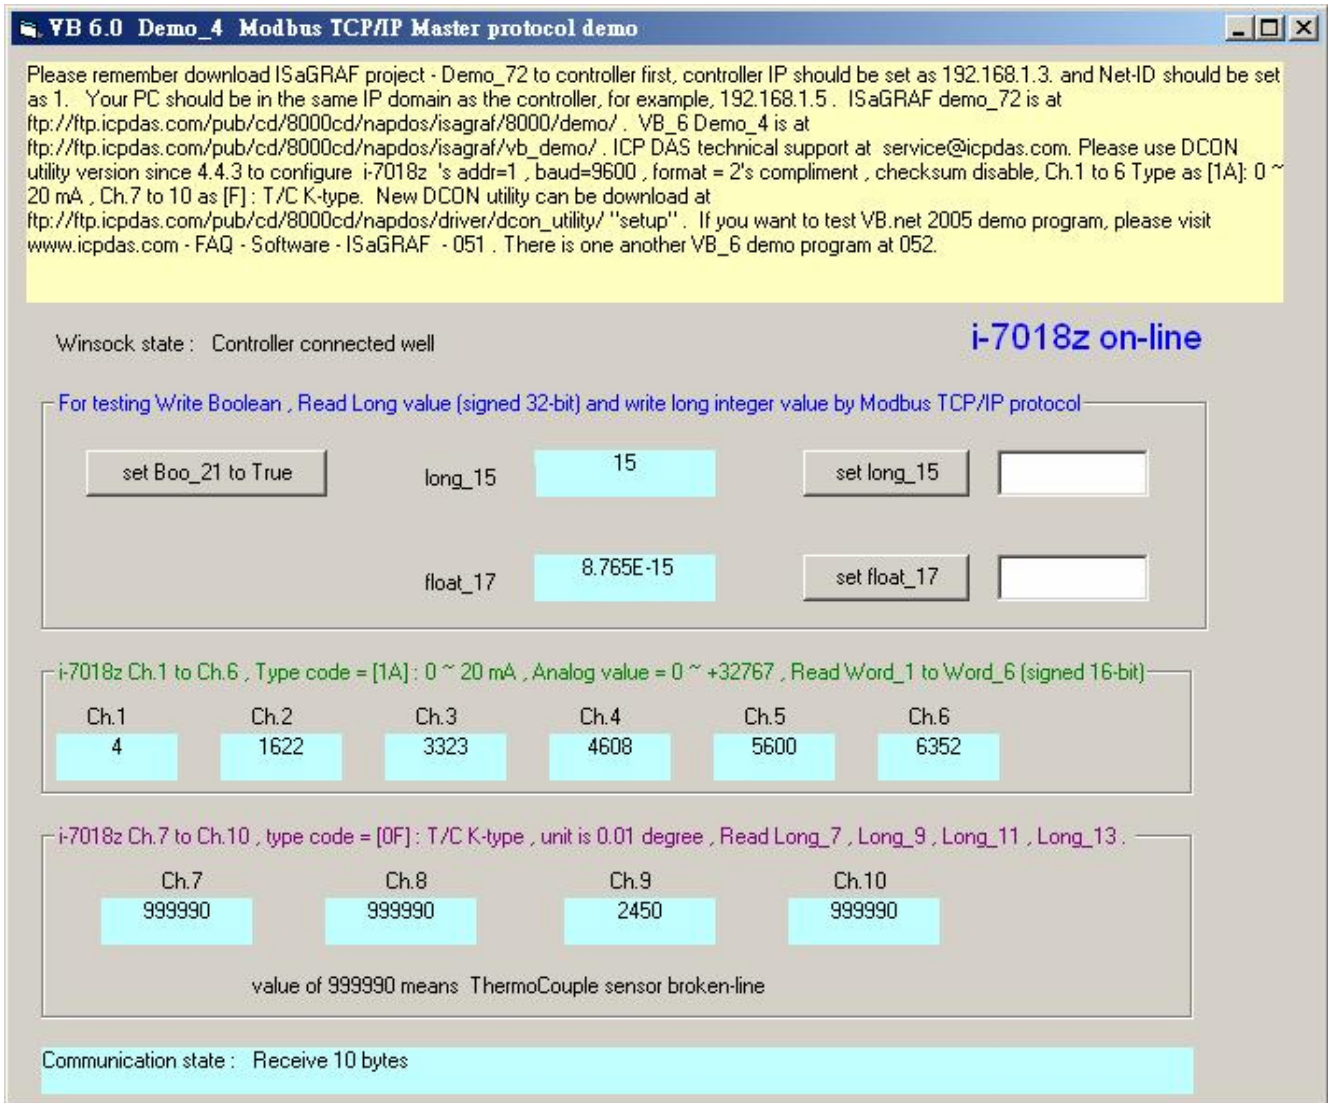 VB 6.0 Demo_4 Modbus TCP/IP Master protocol demo
Please remember download ISaGRAF project - Demo_72 to controller first, controller IP should be set as 192.168.1.3. and Net-ID should be set
as 1. Your PC should be in the same IP domain as the controller, for example, 192.168.1.5 . ISaGRAF demo_72 is at
ftp://ftp.icpdas.com/pub/cd/8000cd/napdos/isagraf/8000/demo/ . VB_6 Demo_4 is at
ftp://ftp.icpdas.com/pub/cd/8000cd/napdos/isagraf/vb_demo/ . ICP DAS technical support at service@icpdas.com. Please use DCON
utility version since 4.4.3 to configure i-7018z 's addr=1 , baud=9600 , format = 2's compliment , checksum disable, Ch.1 to 6 Type as [1A]: 0 ~
20 mA , Ch.7 to 10 as [F] : T/C K-type. New DCON utility can be download at
ftp://ftp.icpdas.com/pub/cd/8000cd/napdos/driver/dcon_utility/ "setup" . If you want to test VB.net 2005 demo program, please visit
www.icpdas.com - FAQ - Software - ISaGRAF - 051 . There is one another VB_6 demo program at 052.
Winsock state : Controller connected well
i-7018z on-line
For testing Write Boolean , Read Long value (signed 32-bit) and write long integer value by Modbus TCP/IP protocol
set Boo_21 to True long_15 15 set long_15
float_17 8.765E-15 set float_17
i-7018z Ch.1 to Ch.6 , Type code = [1A] : 0 ~ 20 mA , Analog value = 0 ~ +32767 , Read Word_1 to Word_6 (signed 16-bit)
Ch.1 Ch.2 Ch.3 Ch.4 Ch.5 Ch.6
4 1622 3323 4608 5600 6352
i-7018z Ch.7 to Ch.10 , type code = [0F] : T/C K-type , unit is 0.01 degree , Read Long_7 , Long_9 , Long_11 , Long_13 .
Ch.7 Ch.8 Ch.9 Ch.10
999990 999990 2450 999990
value of 999990 means ThermoCouple sensor broken-line
Communication state : Receive 10 bytes